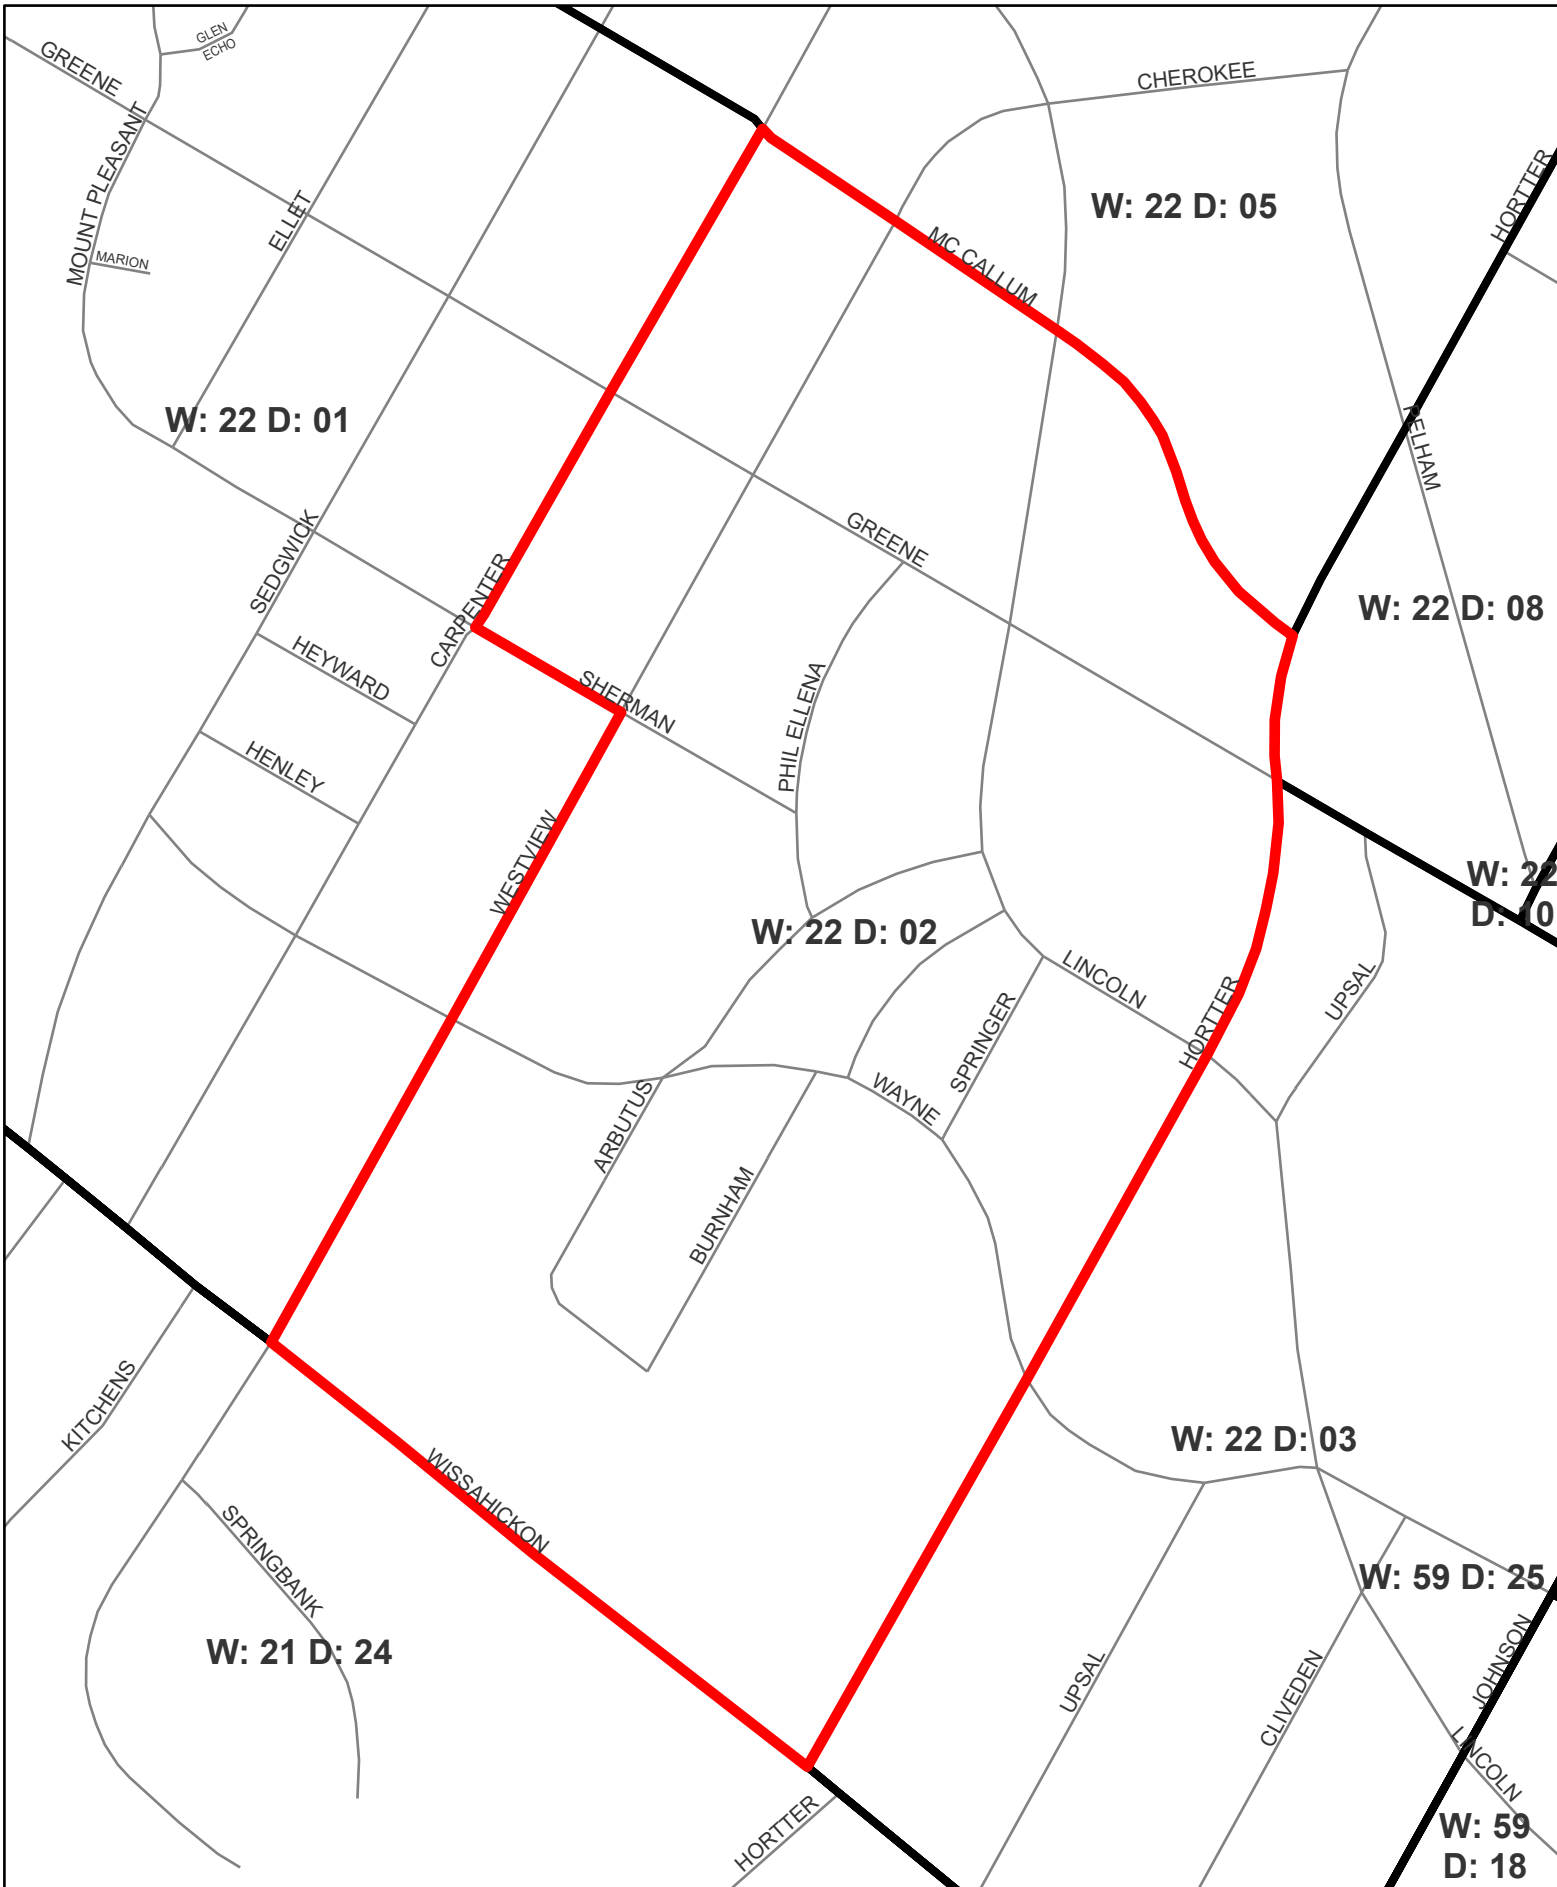 GLEN
ECHO
GREENE
CHEROKEE
MOUNT PLEASANT
HORTTER
W: 22 D: 05
ELLET
MC CALLUM
MARION
W: 22 D: 01
PELHAM
GREENE
SEDGWICK
CARPENTER
W: 22 D: 08
HEYWARD
SHERMAN
PHIL ELLENA
HENLEY
WESTVIEW
W: 22
D: 10
W: 22 D: 02
LINCOLN
UPSAL
SPRINGER
HORTTER
WAYNE
ARBUTUS
BURNHAM
KITCHENS
W: 22 D: 03
WISSAHICKON
SPRINGBANK
W: 59 D: 25
W: 21 D: 24
JOHNSON
UPSAL
CLIVEDEN
LINCOLN
HORTTER
W: 59
D: 18